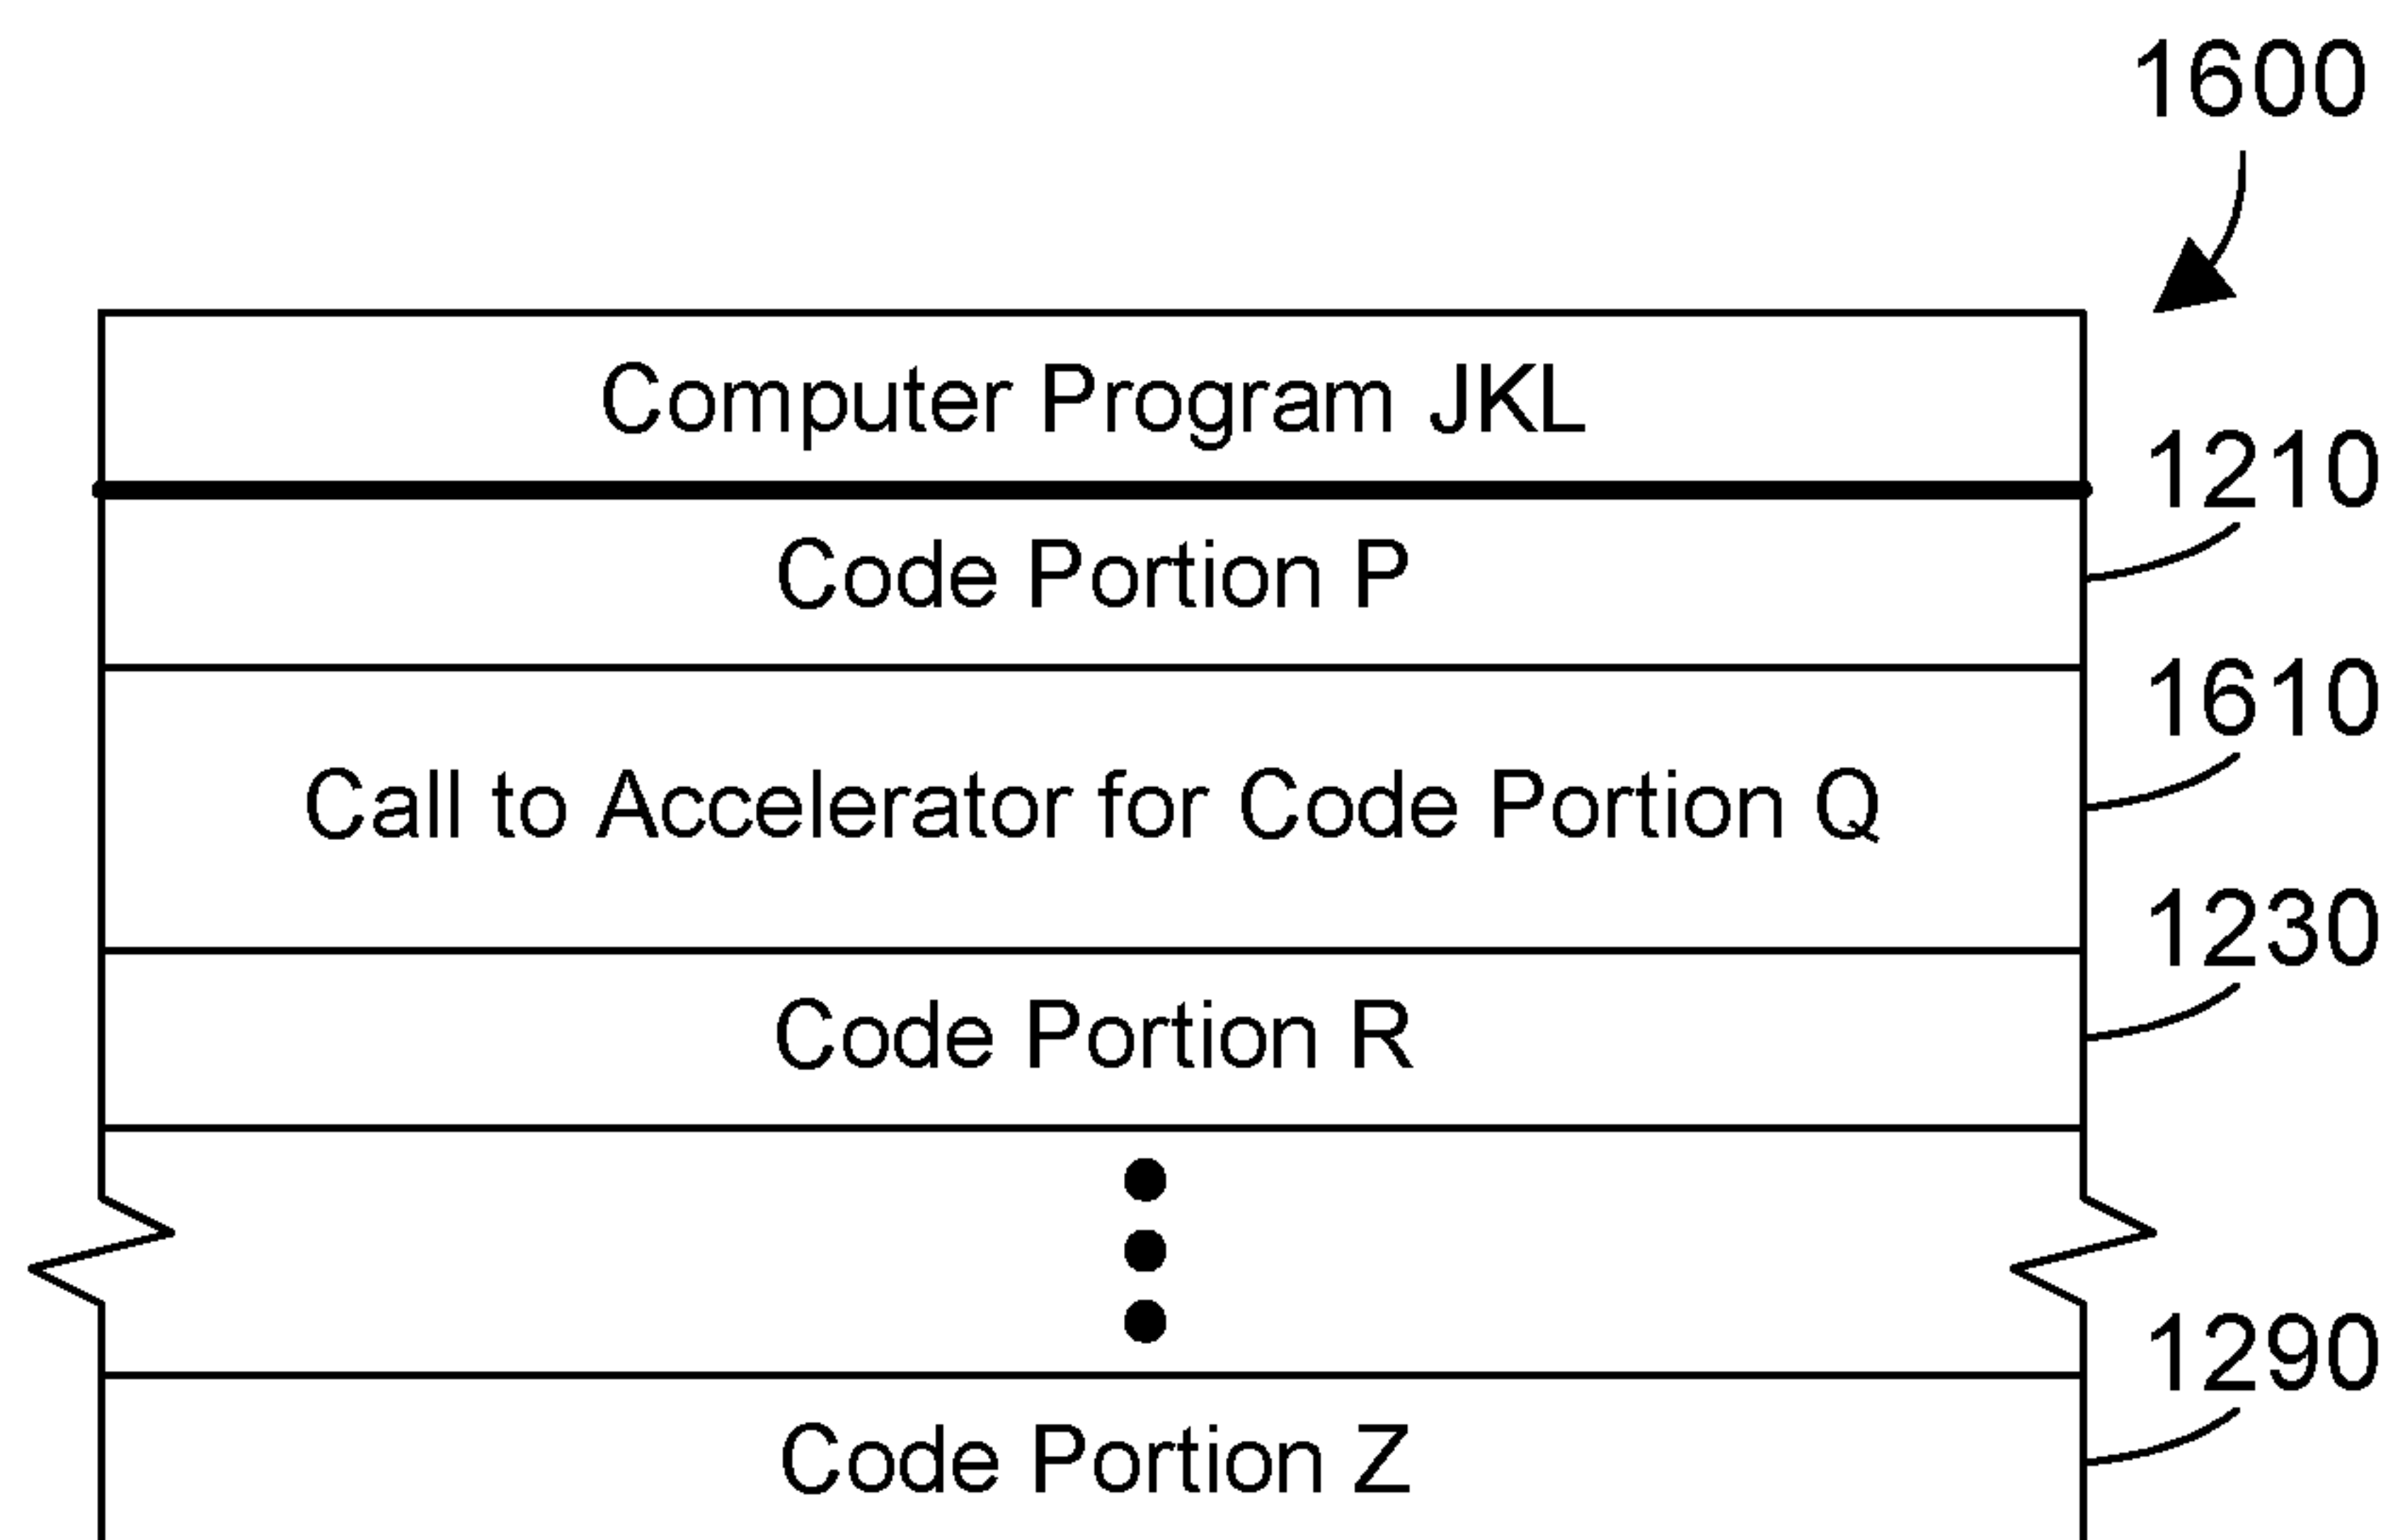 1600
Computer Program JKL
1210
Code Portion P
1610
Call to Accelerator for Code Portion Q
1230
Code Portion R
1290
Code Portion Z